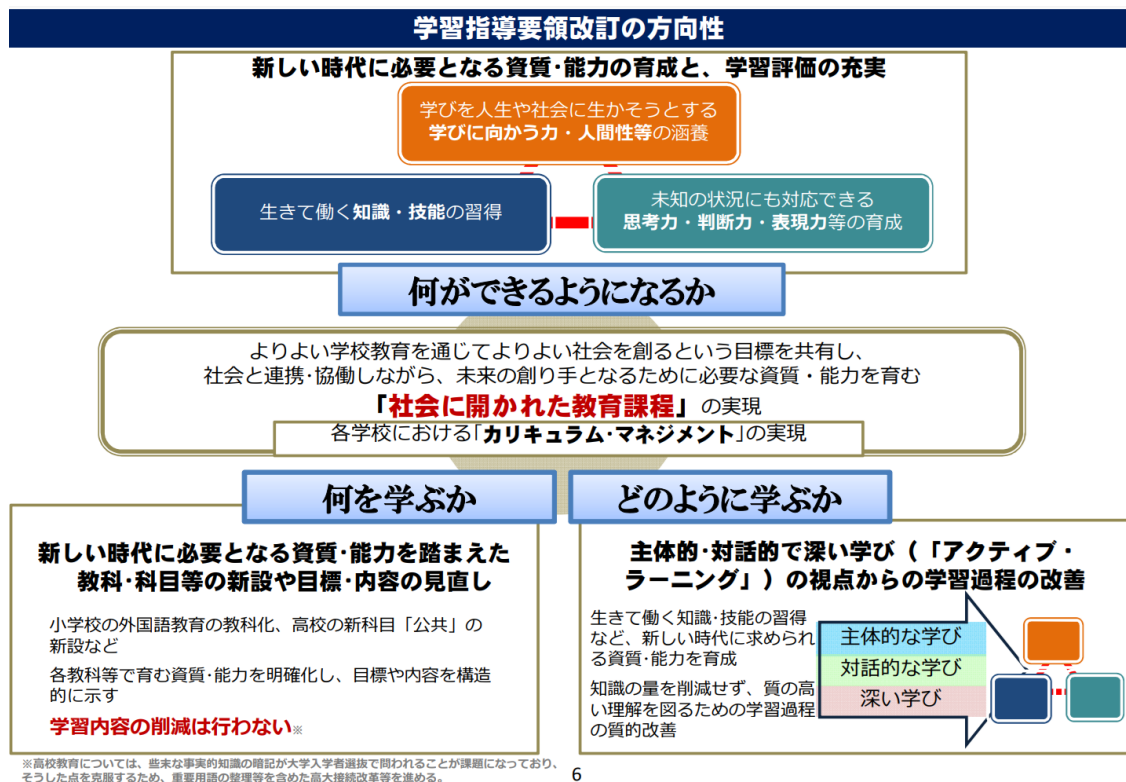 学習指導要領改訂の方向性
新しい時代に必要となる資質･能力の育成と、学習評価の充実
学びを人生や社会に生かそうとする
学びに向かう力・人間性等の涵養
生きて働く知識・技能の習得
未知の状況にも対応できる
思考力・判断力・表現力等の育成
何ができるようになるか
よりよい学校教育を通じてよりよい社会を創るという目標を共有し、
社会と連携･協働しながら、未来の創り手となるために必要な資質・能力を育む
「社会に開かれた教育課程」の実現
各学校における「カリキュラム･マネジメント」の実現
何を学ぶか
新しい時代に必要となる資質･能力を踏まえた
教科･科目等の新設や目標･内容の見直し
小学校の外国語教育の教科化、高校の新科目「公共」の
新設など
各教科等で育む資質･能力を明確化し、目標や内容を構造
的に示す
学習内容の削減は行わない※
どのように学ぶか
主体的･対話的で深い学び（「アクティブ・
ラーニング」）の視点からの学習過程の改善
生きて働く知識･技能の習得
など、新しい時代に求められ
る資質･能力を育成
知識の量を削減せず、質の高
い理解を図るための学習過程
の質的改善
主体的な学び
対話的な学び
深い学び
※高校教育については、些末な事実的知識の暗記が大学入学者選抜で問われることが課題になっており、
そうした点を克服するため、重要用語の整理等を含めた高大接続改革等を進める。
6